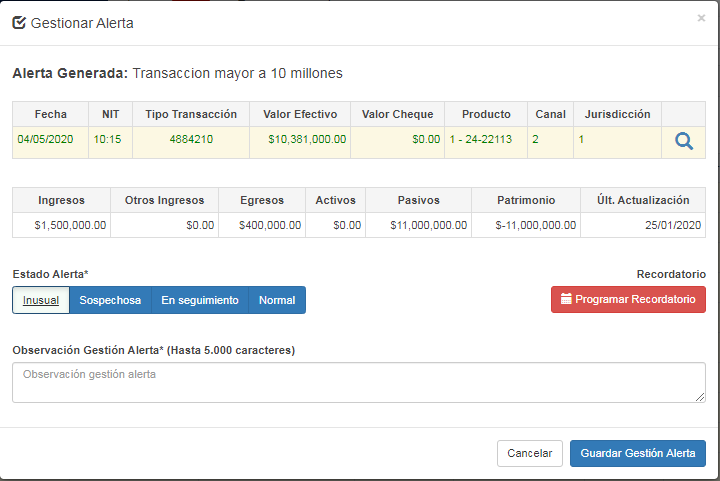 Gestionar Alerta
×
Alerta Generada: Transaccion mayor a 10 millones
Fecha NIT Tipo Transacción Valor Efectivo Valor Cheque Producto Canal Jurisdicción
04/05/2020 10:15 4884210 $10,381,000.00 $0.00 1 - 24-22113 2 1
Ingresos Otros Ingresos Egresos Activos Pasivos Patrimonio Últ. Actualización
$1,500,000.00 $0.00 $400,000.00 $0.00 $11,000,000.00 $-11,000,000.00 25/01/2020
Estado Alerta* Recordatorio
Inusual Sospechosa En seguimiento Normal Programar Recordatorio
Observación Gestión Alerta* (Hasta 5.000 caracteres)
Observación gestión alerta
Cancelar Guardar Gestión Alerta